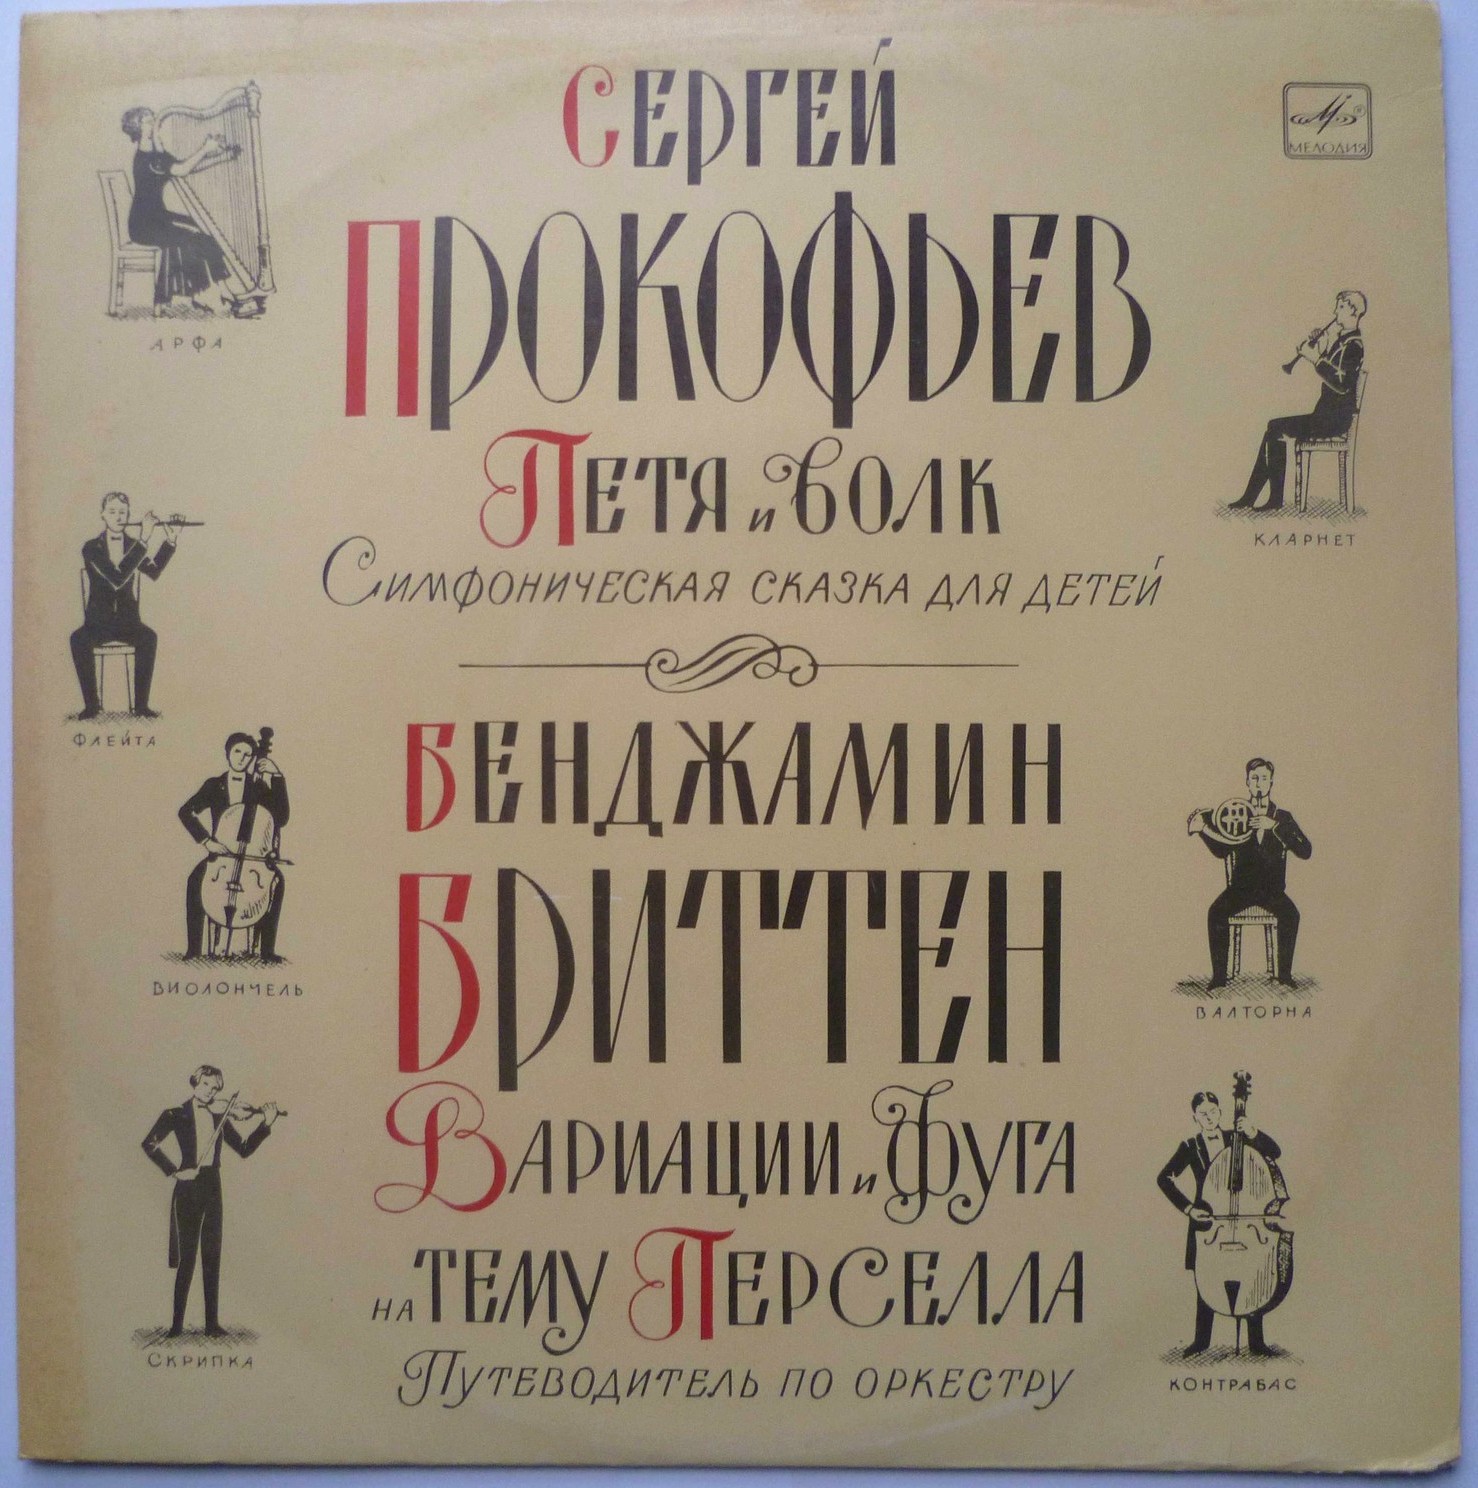 Сергей
МЕЛОДИЯ
Прокофьев
Петя и волк
Симфоническая сказка для детей
Бенджамин
Бриттен
Вариации и фуга
на тему Перселла
Путеводитель по оркестру
АРФА
ФЛЕЙТА
ВИОЛОНЧЕЛЬ
СКРИПКА
КЛАРНЕТ
ВАЛТОРНА
КОНТРАБАС